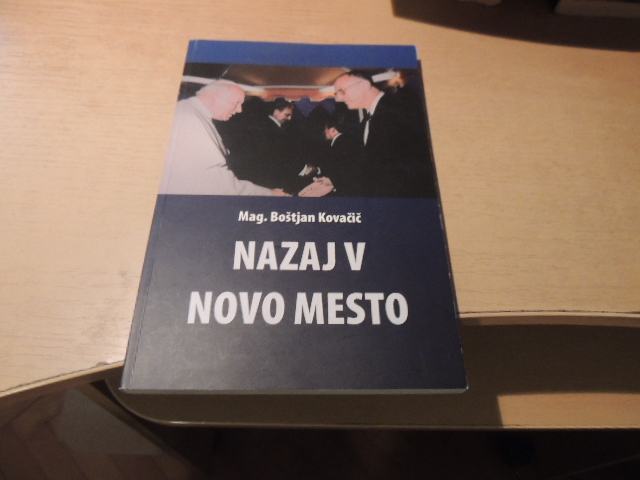 Mag. Boštjan Kovačič
NAZAJ V
NOVO MESTO